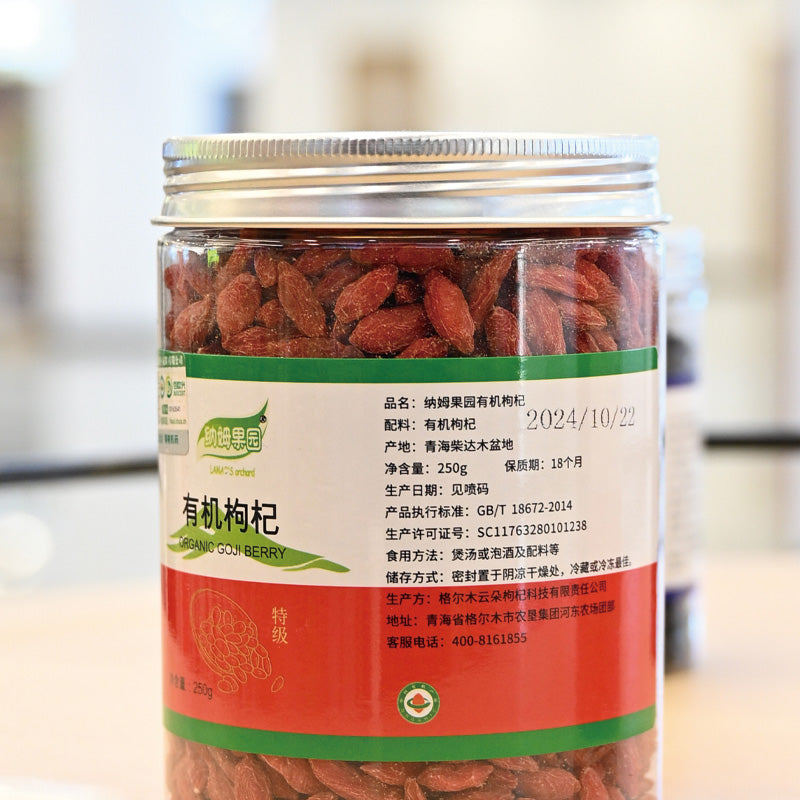 纳姆果园
LAMO'S orchard
有机枸杞
ORGANIC GOJI BERRY
特级
净含量：250g
品名：纳姆果园有机枸杞
2024/10/22
配料：有机枸杞
产地：青海柴达木盆地
净含量：250g 保质期：18个月
生产日期：见喷码
产品执行标准：GB/T 18672-2014
生产许可证号：SC11763280101238
食用方法：煲汤或泡酒及配料等
储存方式：密封置于阴凉干燥处，冷藏或冷冻最佳。
生产方：格尔木云朵枸杞科技有限责任公司
地址：青海省格尔木市农垦集团河东农场团部
客服电话：400-8161855